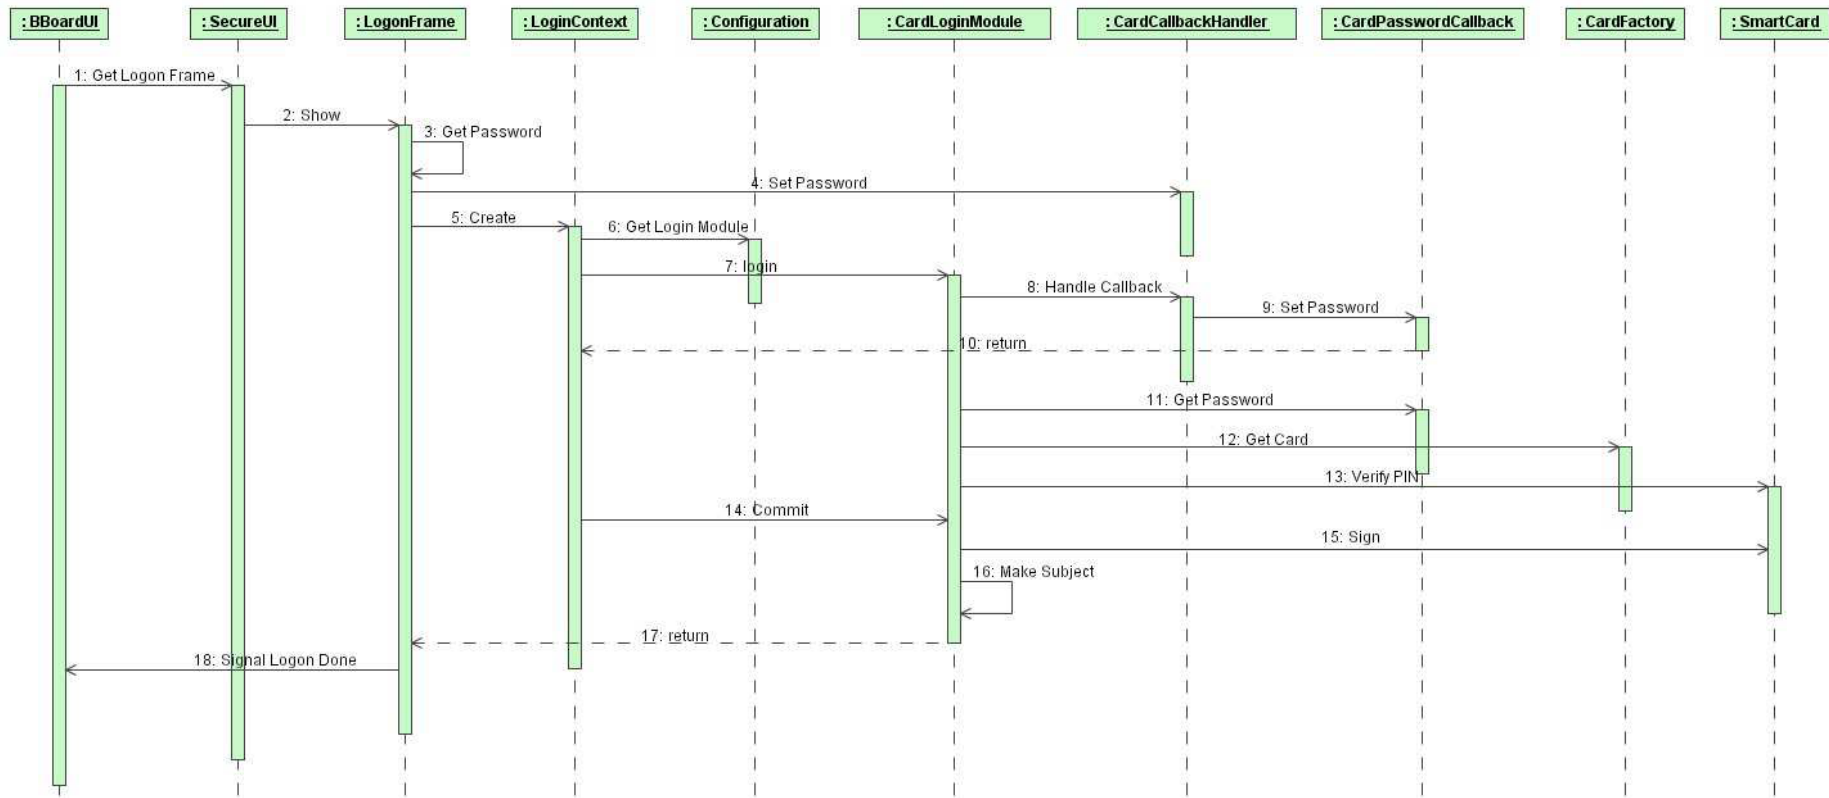 : BBoardUI
: SecureUI
: LogonFrame
: LoginContext
: Configuration
: CardLoginModule
: CardCallbackHandler
: CardPasswordCallback
: CardFactory
: SmartCard
1: Get Logon Frame
2: Show
3: Get Password
4: Set Password
5: Create
6: Get Login Module
7: login
8: Handle Callback
9: Set Password
10: return
11: Get Password
12: Get Card
13: Verify PIN
14: Commit
15: Sign
16: Make Subject
17: return
18: Signal Logon Done